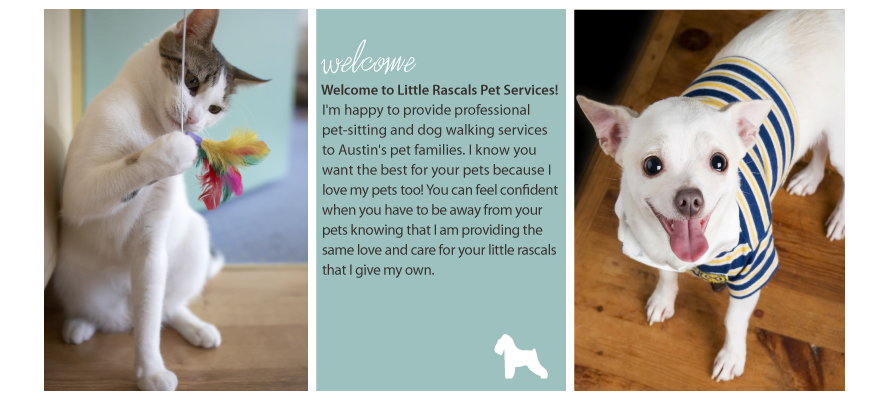 welcome
Welcome to Little Rascals Pet Services!
I'm happy to provide professional
pet-sitting and dog walking services
to Austin's pet families. I know you
want the best for your pets because I
love my pets too! You can feel confident
when you have to be away from your
pets knowing that I am providing the
same love and care for your little rascals
that I give my own.